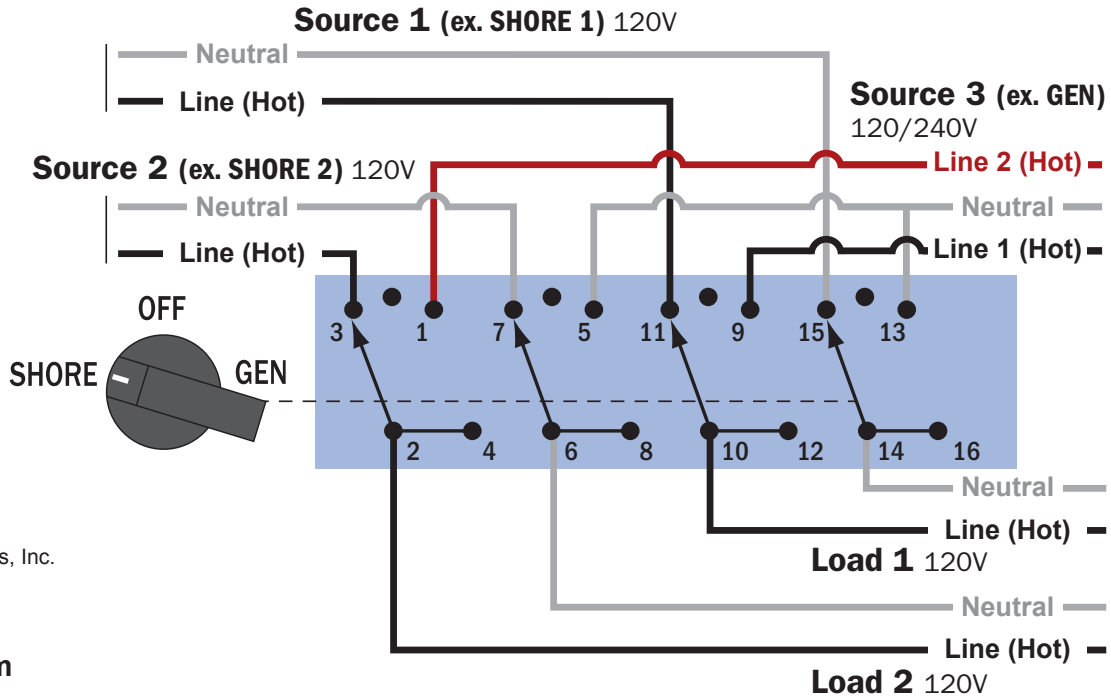 Source 1 (ex. SHORE 1) 120V
Neutral
Line (Hot)
Source 3 (ex. GEN)
120/240V
Source 2 (ex. SHORE 2) 120V
Line 2 (Hot)
Neutral
Neutral
Line (Hot)
Line 1 (Hot)
OFF
SHORE
GEN
3 1 7 5 11 9 15 13
2 4 6 8 10 12 14 16
Neutral
Line (Hot)
s, Inc.
Load 1 120V
Neutral
Line (Hot)
Load 2 120V